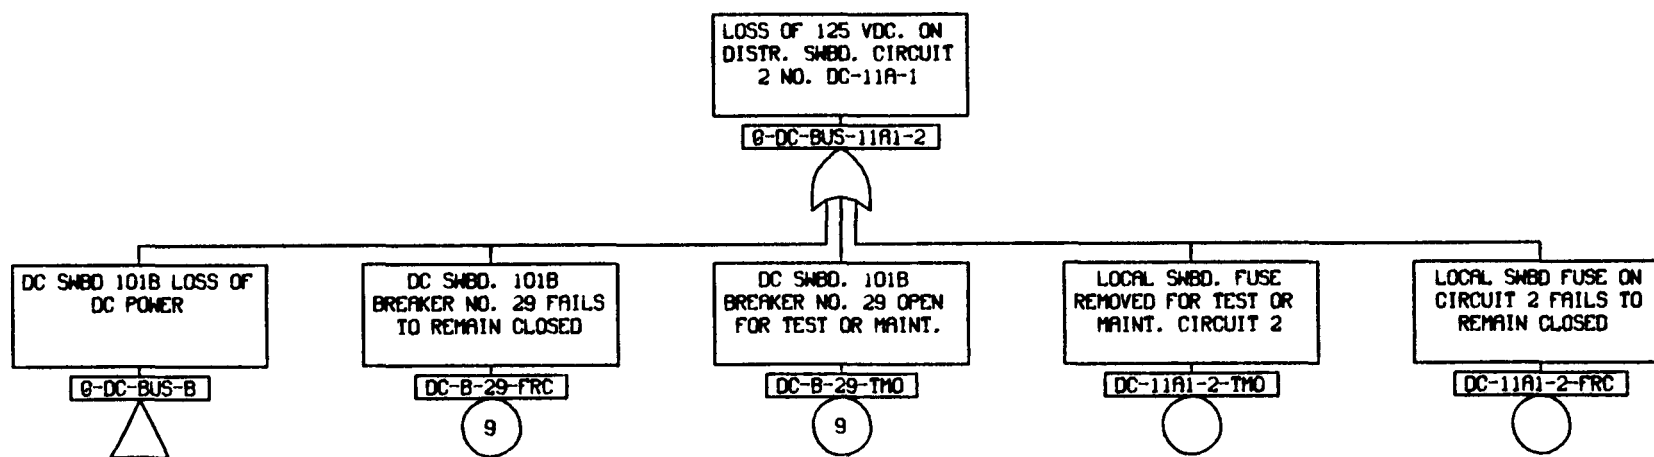 LOSS OF 125 VDC. ON
DISTR. SWBD. CIRCUIT
2 NO. DC-11A-1
@-DC-BUS-11A1-2
DC SWBD 101B LOSS OF
DC POWER
@-DC-BUS-B
DC SWBD. 101B
BREAKER NO. 29 FAILS
TO REMAIN CLOSED
DC-B-29-FRC
9
DC SWBD. 101B
BREAKER NO. 29 OPEN
FOR TEST OR MAINT.
DC-B-29-TMO
9
LOCAL SWBD. FUSE
REMOVED FOR TEST OR
MAINT. CIRCUIT 2
DC-11A1-2-TMO
LOCAL SWBD FUSE ON
CIRCUIT 2 FAILS TO
REMAIN CLOSED
DC-11A1-2-FRC